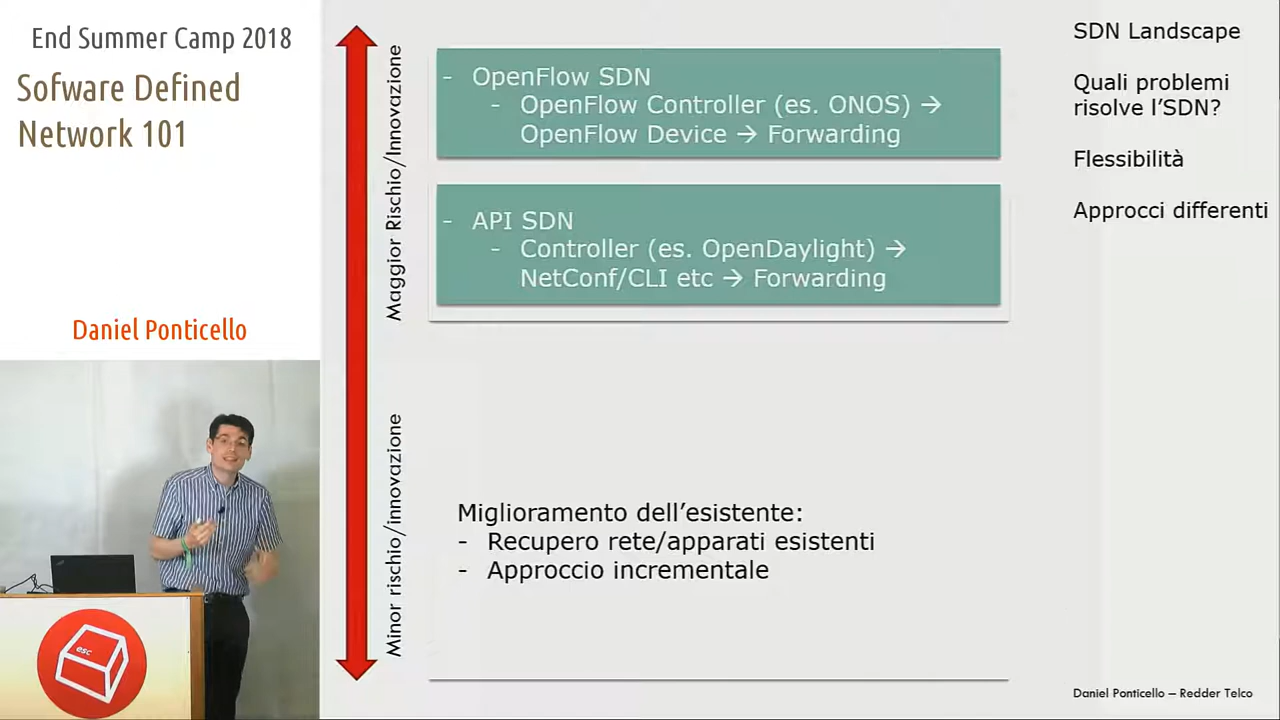 End Summer Camp 2018
Sofware Defined
Network 101
Daniel Ponticello
esc
Maggior Rischio/Innovazione
Minor rischio/innovazione
- OpenFlow SDN
- OpenFlow Controller (es. ONOS) →
OpenFlow Device → Forwarding
- API SDN
- Controller (es. OpenDaylight) →
NetConf/CLI etc → Forwarding
Miglioramento dell’esistente:
- Recupero rete/apparati esistenti
- Approccio incrementale
SDN Landscape
Quali problemi
risolve l’SDN?
Flessibilità
Approcci differenti
Daniel Ponticello – Redder Telco